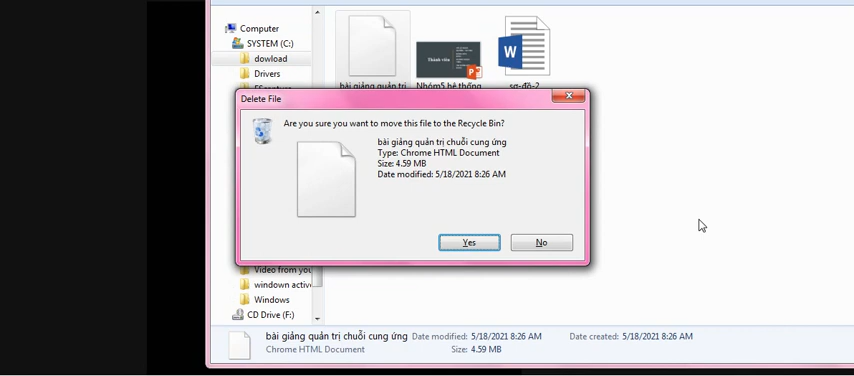 Computer
SYSTEM (C:)
dowload
Drivers
Thành viên
bài giảng quản trị
Nhóm5 hệ thống
sơ-đồ-2
Delete File
Are you sure you want to move this file to the Recycle Bin?
bài giảng quản trị chuỗi cung ứng
Type: Chrome HTML Document
Size: 4.59 MB
Date modified: 5/18/2021 8:26 AM
Yes
No
Video from you
windown active
Windows
CD Drive (F:)
bài giảng quản trị chuỗi cung ứng Date modified: 5/18/2021 8:26 AM Date created: 5/18/2021 8:26 AM
Chrome HTML Document Size: 4.59 MB